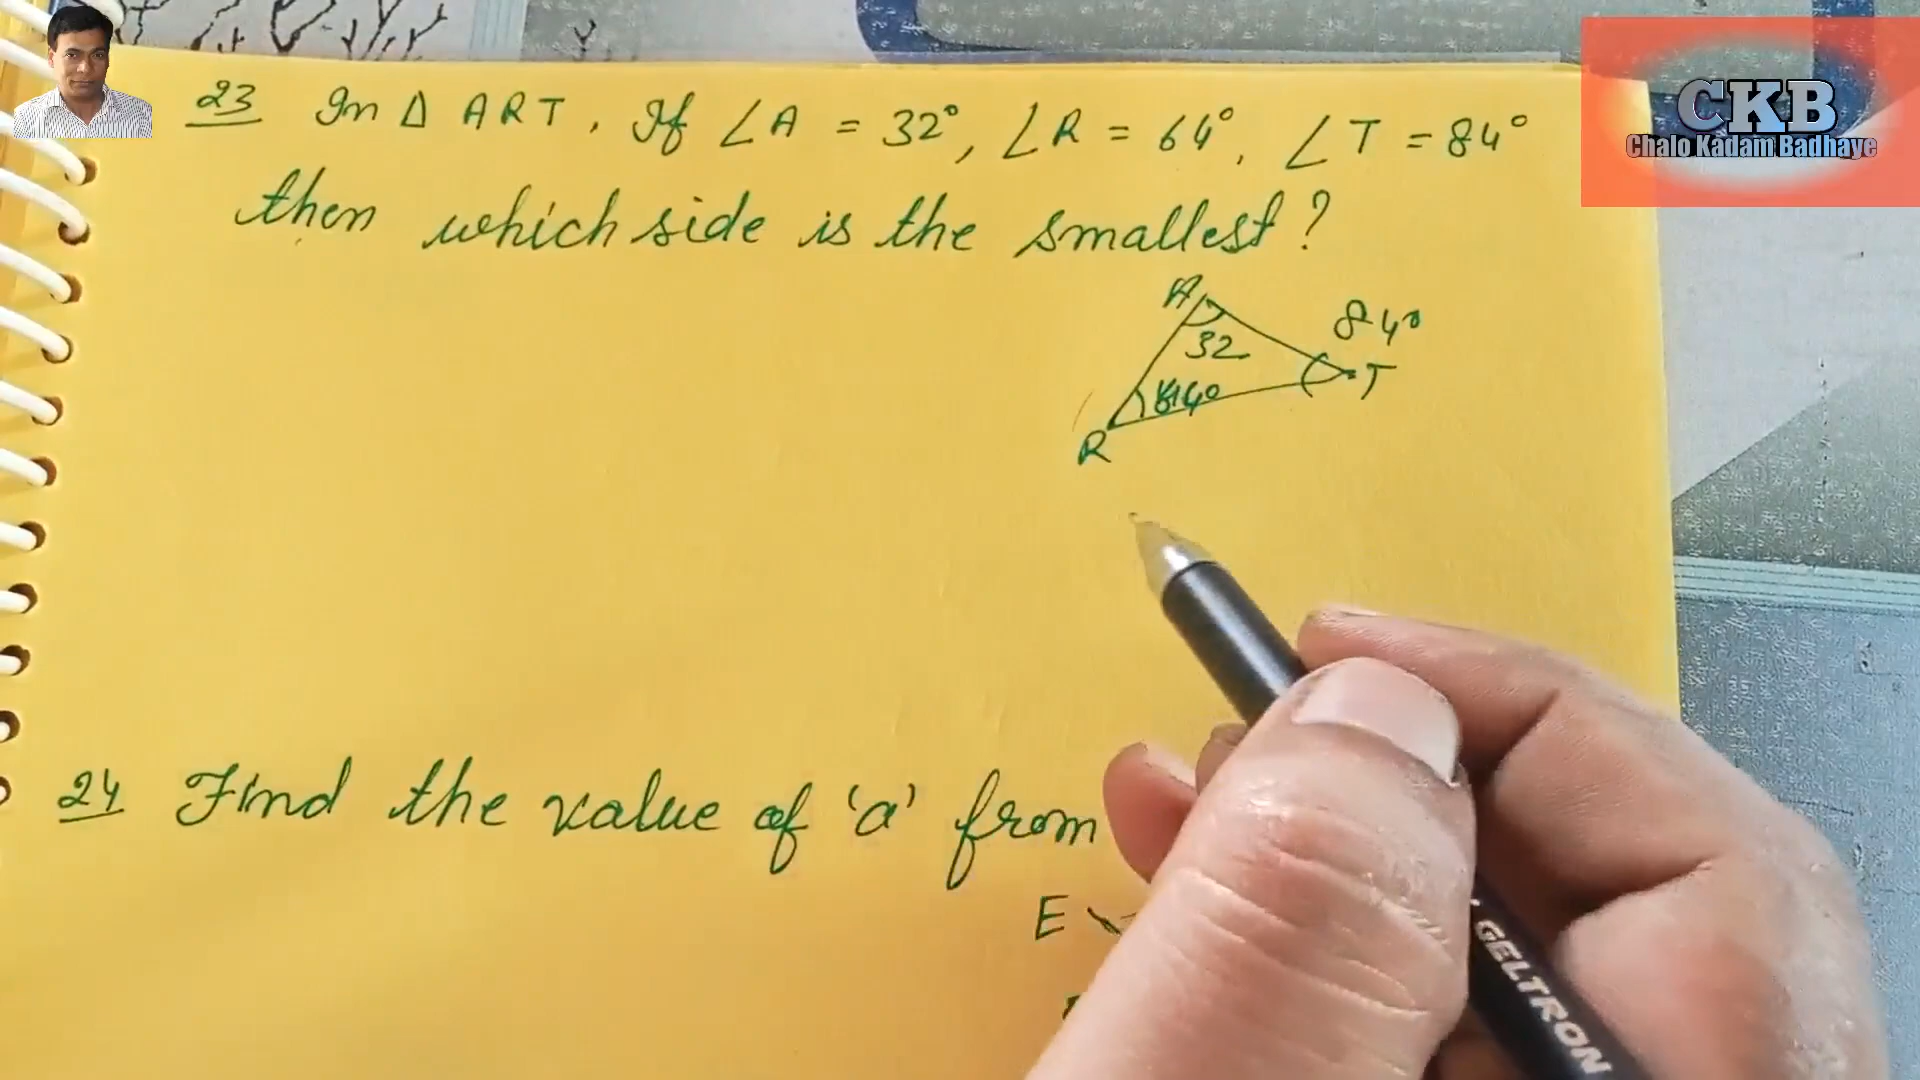 23 In Δ ART, If ∠A = 32°, ∠R = 64°, ∠T = 84°
then which side is the smallest?
A
84°
32
T
64°
R
24 Find the value of 'a' from
E
GELTRON
CKB
Chalo Kadam Badhaye